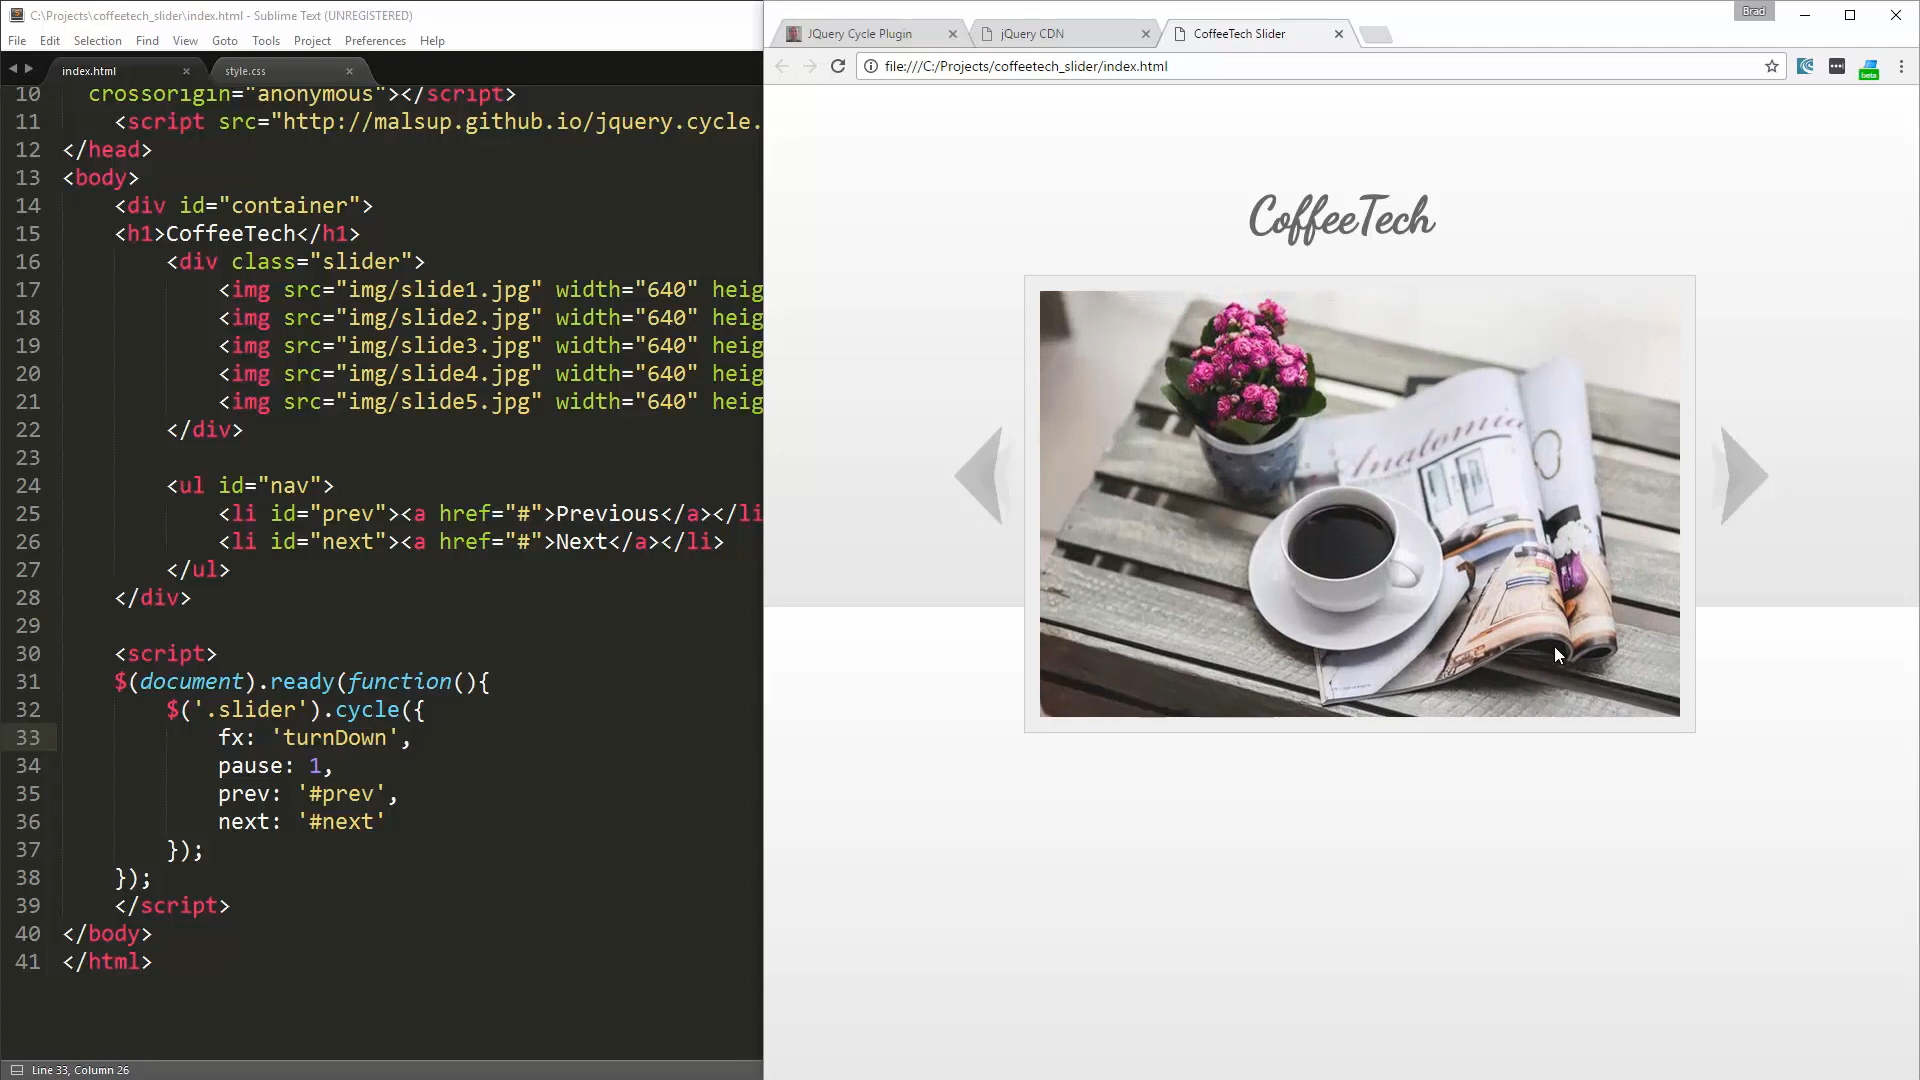 C:\Projects\coffeetech_slider\index.html - Sublime Text (UNREGISTERED)
File Edit Selection Find View Goto Tools Project Preferences Help
index.html
style.css
10 crossorigin="anonymous"></script>
11 <script src="http://malsup.github.io/jquery.cycle.
12 </head>
13 <body>
14 <div id="container">
15 <h1>CoffeeTech</h1>
16 <div class="slider">
17 <img src="img/slide1.jpg" width="640" heig
18 <img src="img/slide2.jpg" width="640" heig
19 <img src="img/slide3.jpg" width="640" heig
20 <img src="img/slide4.jpg" width="640" heig
21 <img src="img/slide5.jpg" width="640" heig
22 </div>
23
24 <ul id="nav">
25 <li id="prev"><a href="#">Previous</a></li
26 <li id="next"><a href="#">Next</a></li>
27 </ul>
28 </div>
29
30 <script>
31 $(document).ready(function(){
32 $('.slider').cycle({
33 fx: 'turnDown',
34 pause: 1,
35 prev: '#prev',
36 next: '#next'
37 });
38 });
39 </script>
40 </body>
41 </html>
Line 33, Column 26
Brad
JQuery Cycle Plugin
jQuery CDN
CoffeeTech Slider
file:///C:/Projects/coffeetech_slider/index.html
beta
CoffeeTech
Anatomia